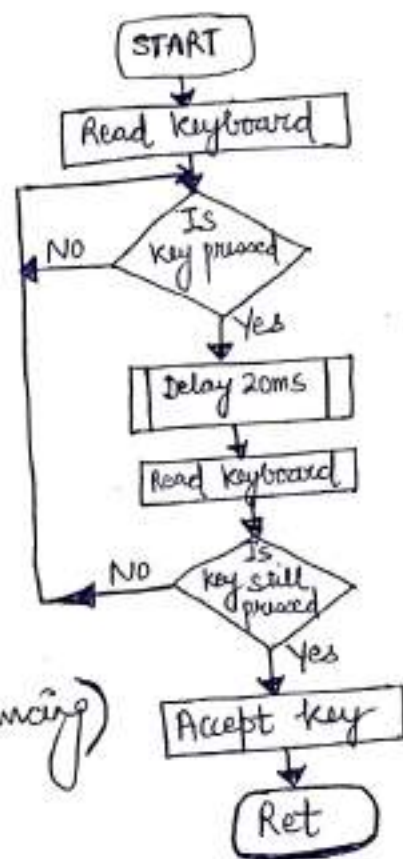 START
Read keyboard
Is
key pressed
NO
Yes
Delay 20ms
Read keyboard
Is
key still
pressed
NO
Yes
Accept key
Ret